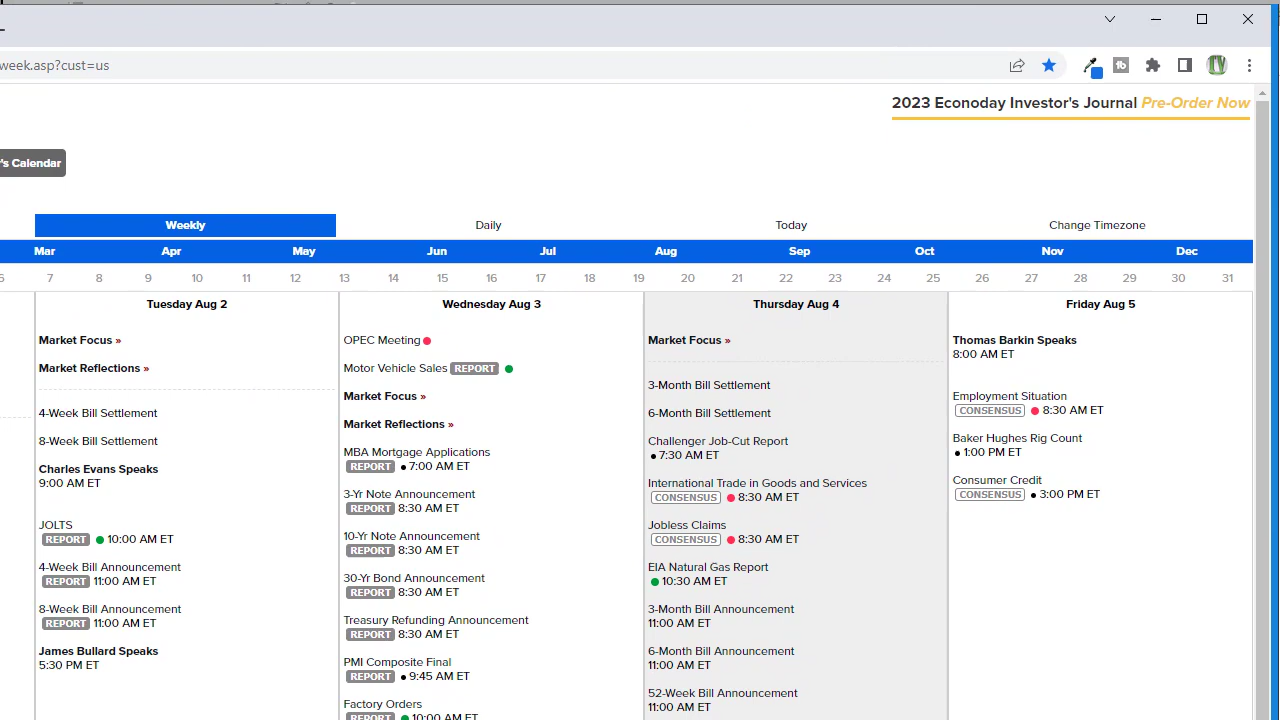 week.asp?cust=us
2023 Econoday Investor's Journal Pre-Order Now
's Calendar
Weekly Daily Today Change Timezone
Mar Apr May Jun Jul Aug Sep Oct Nov Dec
6 7 8 9 10 11 12 13 14 15 16 17 18 19 20 21 22 23 24 25 26 27 28 29 30 31
Tuesday Aug 2
Market Focus »
Market Reflections »
4-Week Bill Settlement
8-Week Bill Settlement
Charles Evans Speaks
9:00 AM ET
JOLTS
REPORT 10:00 AM ET
4-Week Bill Announcement
REPORT 11:00 AM ET
8-Week Bill Announcement
REPORT 11:00 AM ET
James Bullard Speaks
5:30 PM ET
Wednesday Aug 3
OPEC Meeting
Motor Vehicle Sales REPORT
Market Focus »
Market Reflections »
MBA Mortgage Applications
REPORT 7:00 AM ET
3-Yr Note Announcement
REPORT 8:30 AM ET
10-Yr Note Announcement
REPORT 8:30 AM ET
30-Yr Bond Announcement
REPORT 8:30 AM ET
Treasury Refunding Announcement
REPORT 8:30 AM ET
PMI Composite Final
REPORT 9:45 AM ET
Factory Orders
REPORT 10:00 AM ET
Thursday Aug 4
Market Focus »
3-Month Bill Settlement
6-Month Bill Settlement
Challenger Job-Cut Report
7:30 AM ET
International Trade in Goods and Services
CONSENSUS 8:30 AM ET
Jobless Claims
CONSENSUS 8:30 AM ET
EIA Natural Gas Report
10:30 AM ET
3-Month Bill Announcement
11:00 AM ET
6-Month Bill Announcement
11:00 AM ET
52-Week Bill Announcement
11:00 AM ET
Friday Aug 5
Thomas Barkin Speaks
8:00 AM ET
Employment Situation
CONSENSUS 8:30 AM ET
Baker Hughes Rig Count
1:00 PM ET
Consumer Credit
CONSENSUS 3:00 PM ET